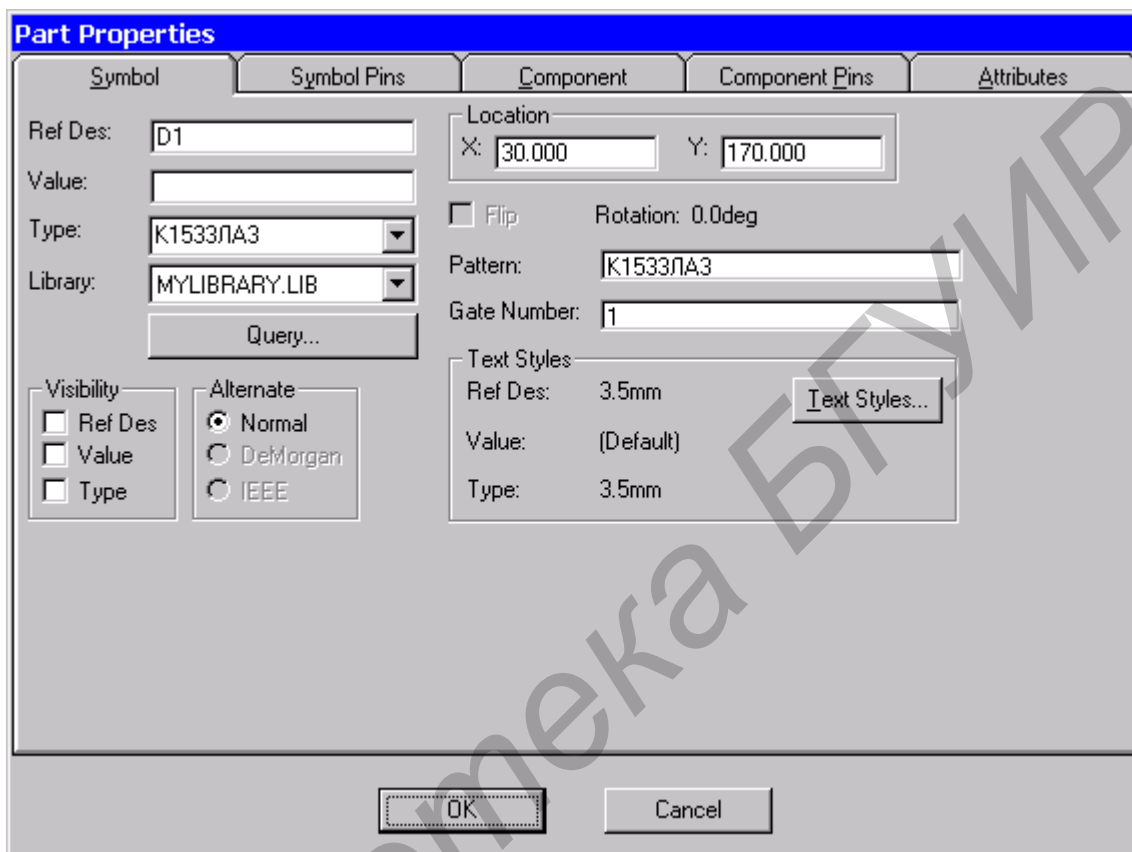 Part Properties
Symbol
Symbol Pins
Component
Component Pins
Attributes
Ref Des: D1
Value:
Type: К1533ЛА3
Library: MYLIBRARY.LIB
Query...
Visibility
Ref Des
Value
Type
Alternate
Normal
DeMorgan
IEEE
Location
X: 30.000 Y: 170.000
Flip Rotation: 0.0deg
Pattern: К1533ЛА3
Gate Number: 1
Text Styles
Ref Des: 3.5mm
Text Styles...
Value: (Default)
Type: 3.5mm
OK
Cancel
отека БГУИР